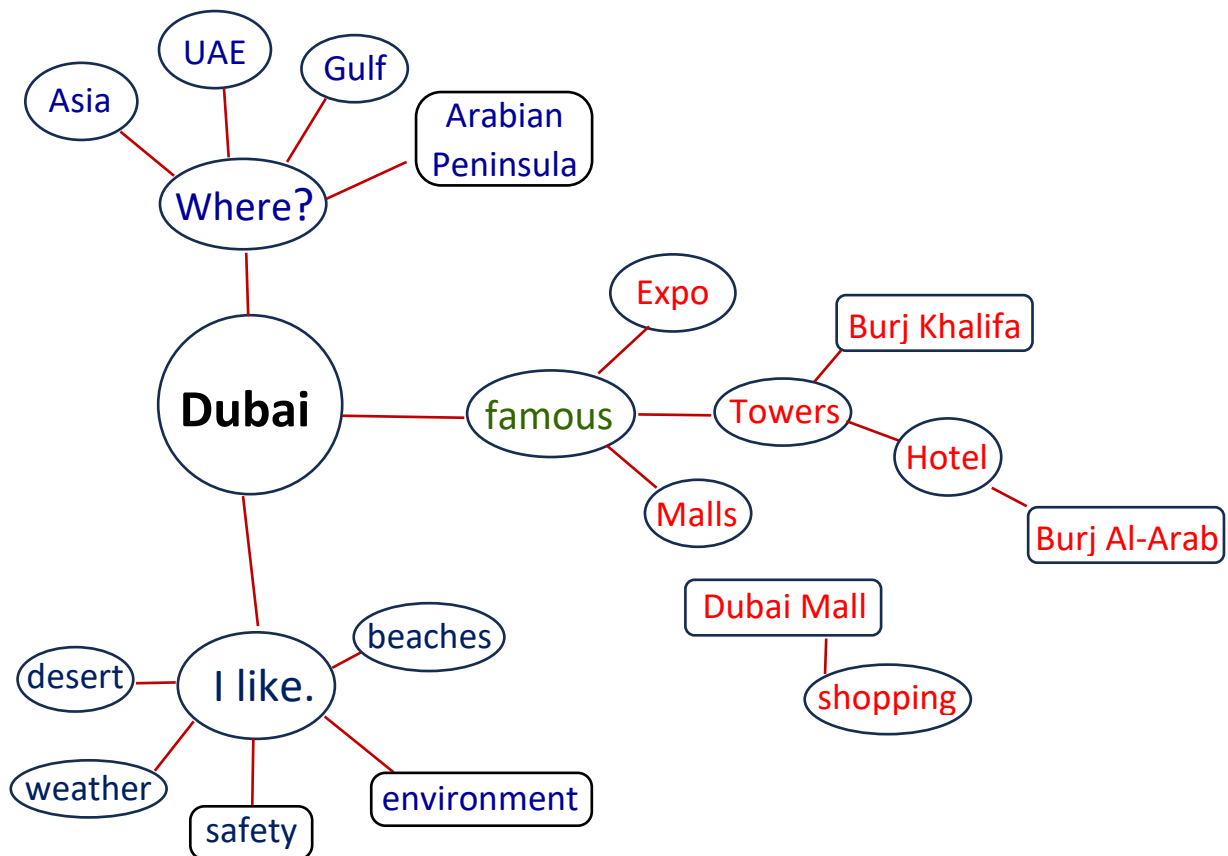 UAE
Gulf
Asia
Arabian
Peninsula
Where?
Expo
Burj Khalifa
Dubai
famous
Towers
Hotel
Malls
Burj Al-Arab
Dubai Mall
beaches
desert
I like.
shopping
weather
environment
safety